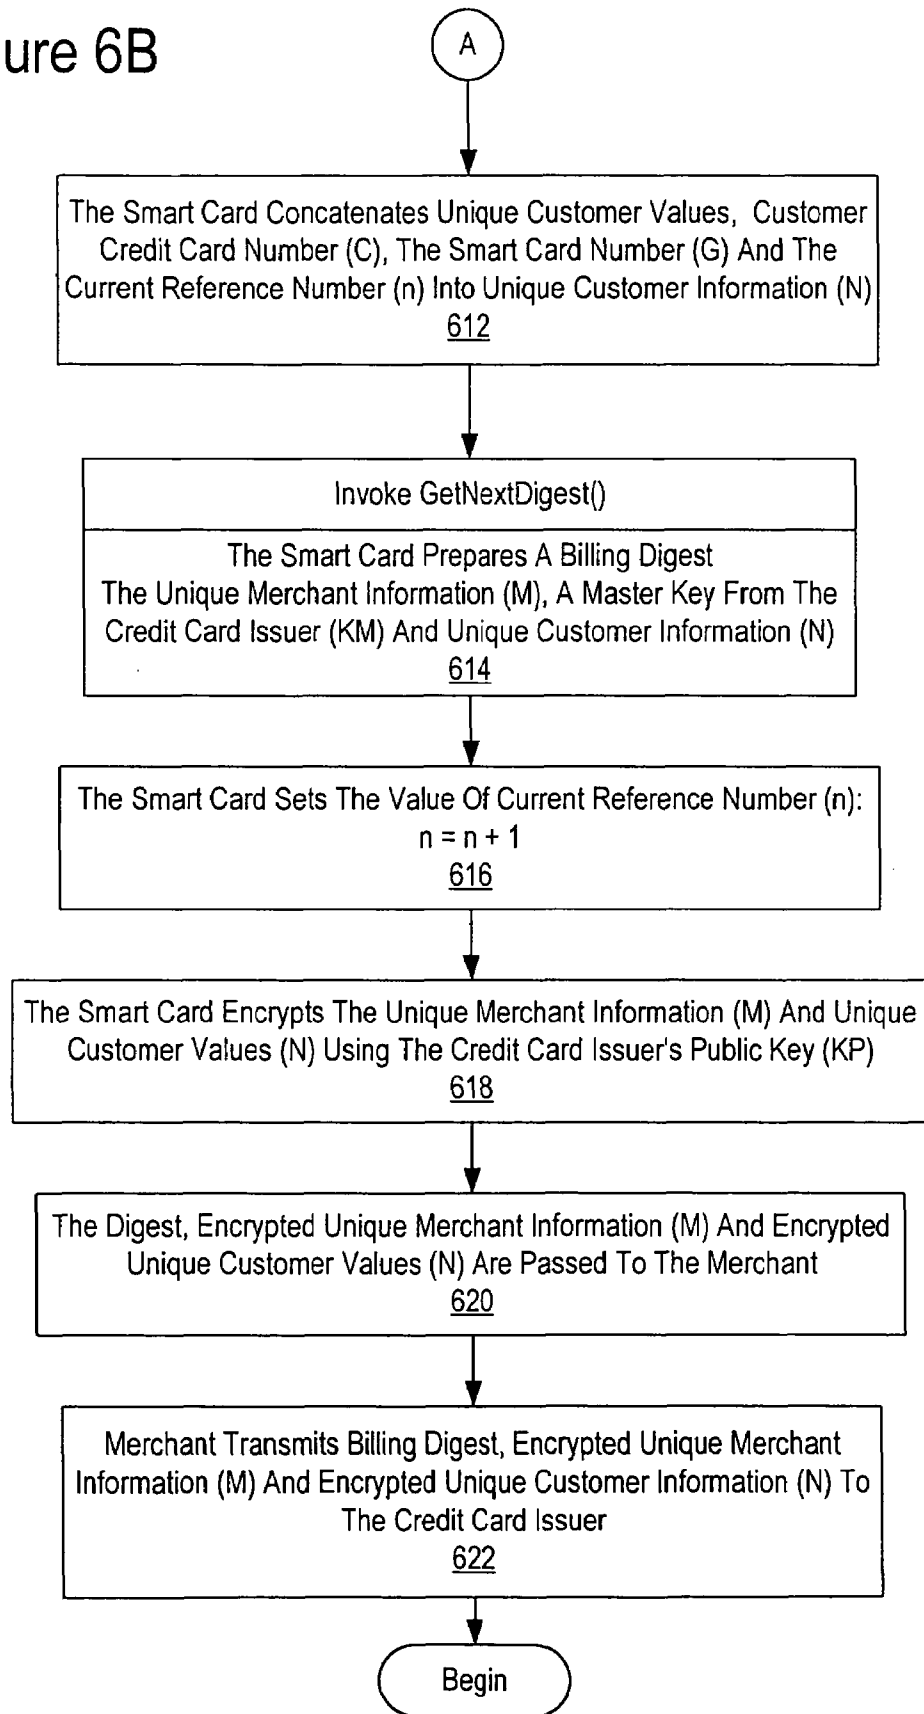 ure 6B
A
The Smart Card Concatenates Unique Customer Values, Customer
Credit Card Number (C), The Smart Card Number (G) And The
Current Reference Number (n) Into Unique Customer Information (N)
612
Invoke GetNextDigest()
The Smart Card Prepares A Billing Digest
The Unique Merchant Information (M), A Master Key From The
Credit Card Issuer (KM) And Unique Customer Information (N)
614
The Smart Card Sets The Value Of Current Reference Number (n):
n = n + 1
616
The Smart Card Encrypts The Unique Merchant Information (M) And Unique
Customer Values (N) Using The Credit Card Issuer's Public Key (KP)
618
The Digest, Encrypted Unique Merchant Information (M) And Encrypted
Unique Customer Values (N) Are Passed To The Merchant
620
Merchant Transmits Billing Digest, Encrypted Unique Merchant
Information (M) And Encrypted Unique Customer Information (N) To
The Credit Card Issuer
622
Begin